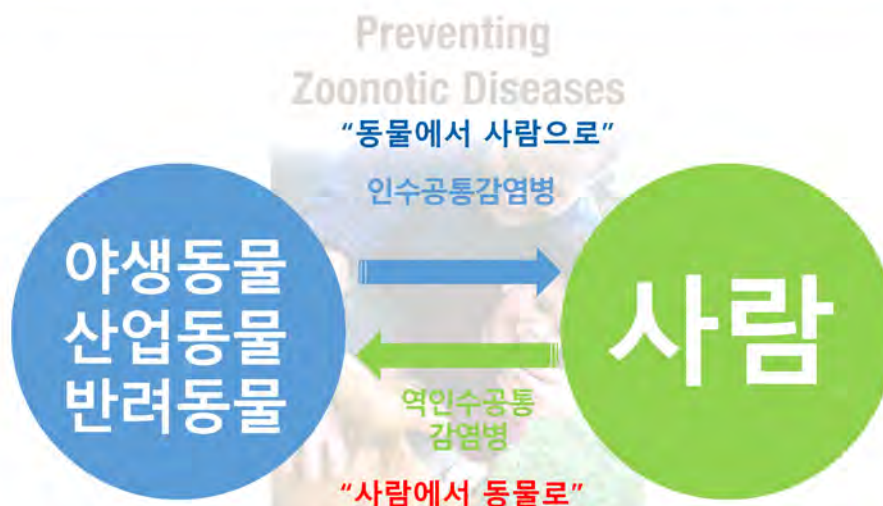 Preventing
Zoonotic Diseases
“동물에서 사람으로”
인수공통감염병
야생동물
산업동물
반려동물
사람
역인수공통
감염병
“사람에서 동물로”